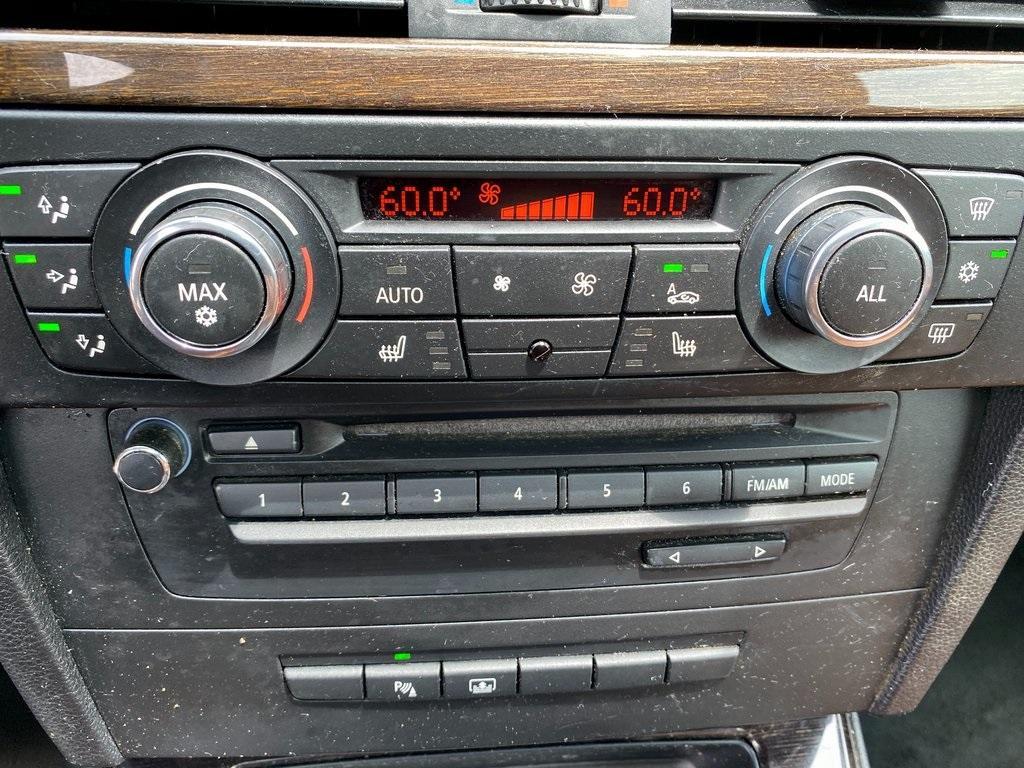 60.0° 60.0°
MAX AUTO A ALL
1 2 3 4 5 6 FM/AM MODE
P